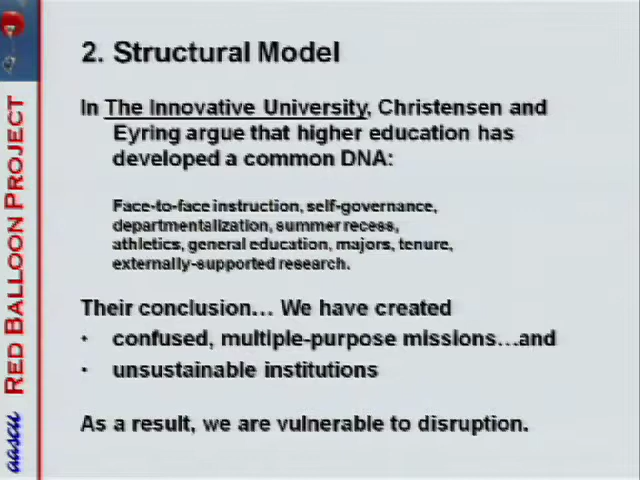 2. Structural Model
In The Innovative University, Christensen and
Eyring argue that higher education has
developed a common DNA:
Face-to-face instruction, self-governance,
departmentalization, summer recess,
athletics, general education, majors, tenure,
externally-supported research.
Their conclusion… We have created
• confused, multiple-purpose missions…and
• unsustainable institutions
As a result, we are vulnerable to disruption.
aascu RED BALLOON PROJECT